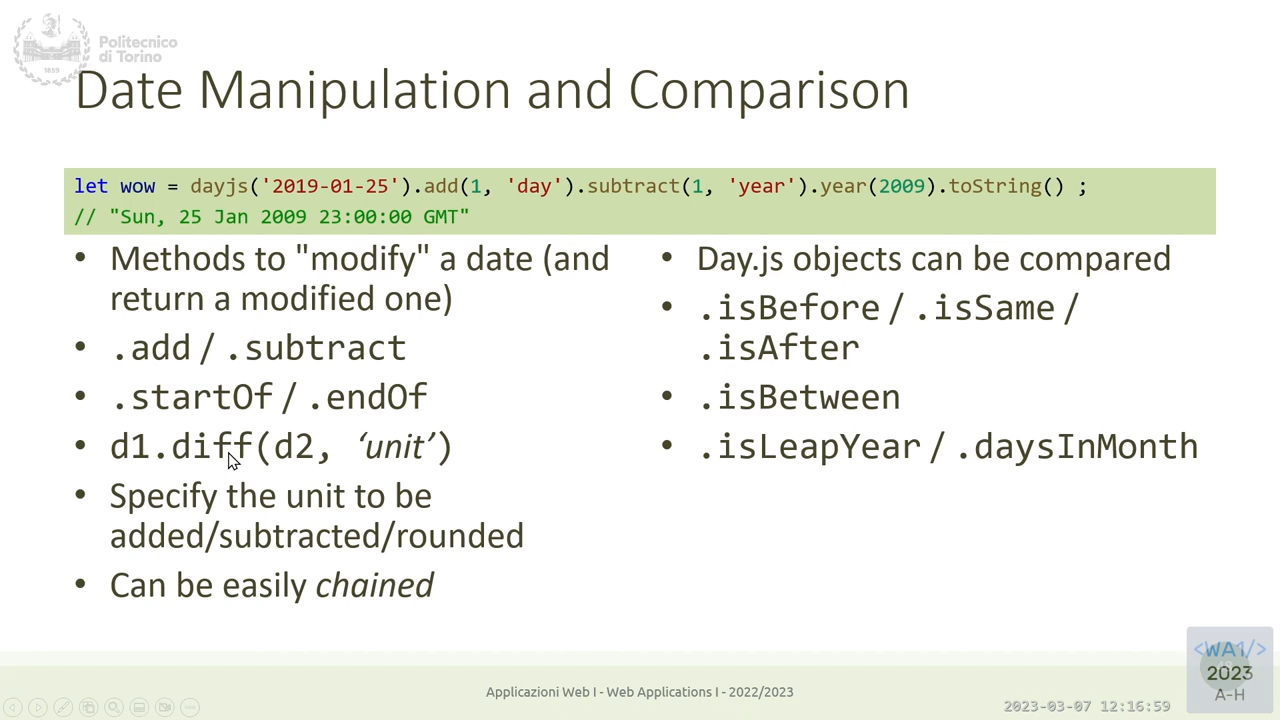 Politecnico
di Torino
1859
Date Manipulation and Comparison
let wow = dayjs('2019-01-25').add(1, 'day').subtract(1, 'year').year(2009).toString() ;
// "Sun, 25 Jan 2009 23:00:00 GMT"
• Methods to "modify" a date (and
return a modified one)
• .add / .subtract
• .startOf / .endOf
• d1.diff(d2, ‘unit’)
• Specify the unit to be
added/subtracted/rounded
• Can be easily chained
• Day.js objects can be compared
• .isBefore / .isSame /
.isAfter
• .isBetween
• .isLeapYear / .daysInMonth
Applicazioni Web I - Web Applications I - 2022/2023
<WA1/>
2023
A-H
2023-03-07 12:16:59